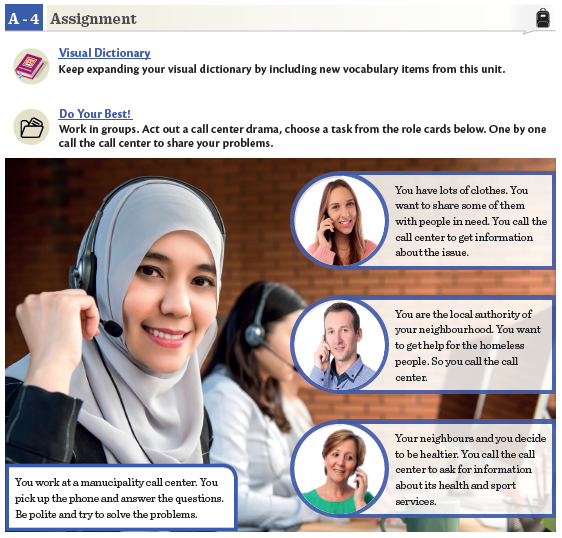 A - 4 Assignment
Visual Dictionary
Keep expanding your visual dictionary by including new vocabulary items from this unit.
Do Your Best!
Work in groups. Act out a call center drama, choose a task from the role cards below. One by one
call the call center to share your problems.
You have lots of clothes. You
want to share some of them
with people in need. You call the
call center to get information
about the issue.
You are the local authority of
your neighbourhood. You want
to get help for the homeless
people. So you call the call
center.
Your neighbours and you decide
to be healtier. You call the call
center to ask for information
about its health and sport
services.
You work at a manucipality call center. You
pick up the phone and answer the questions.
Be polite and try to solve the problems.